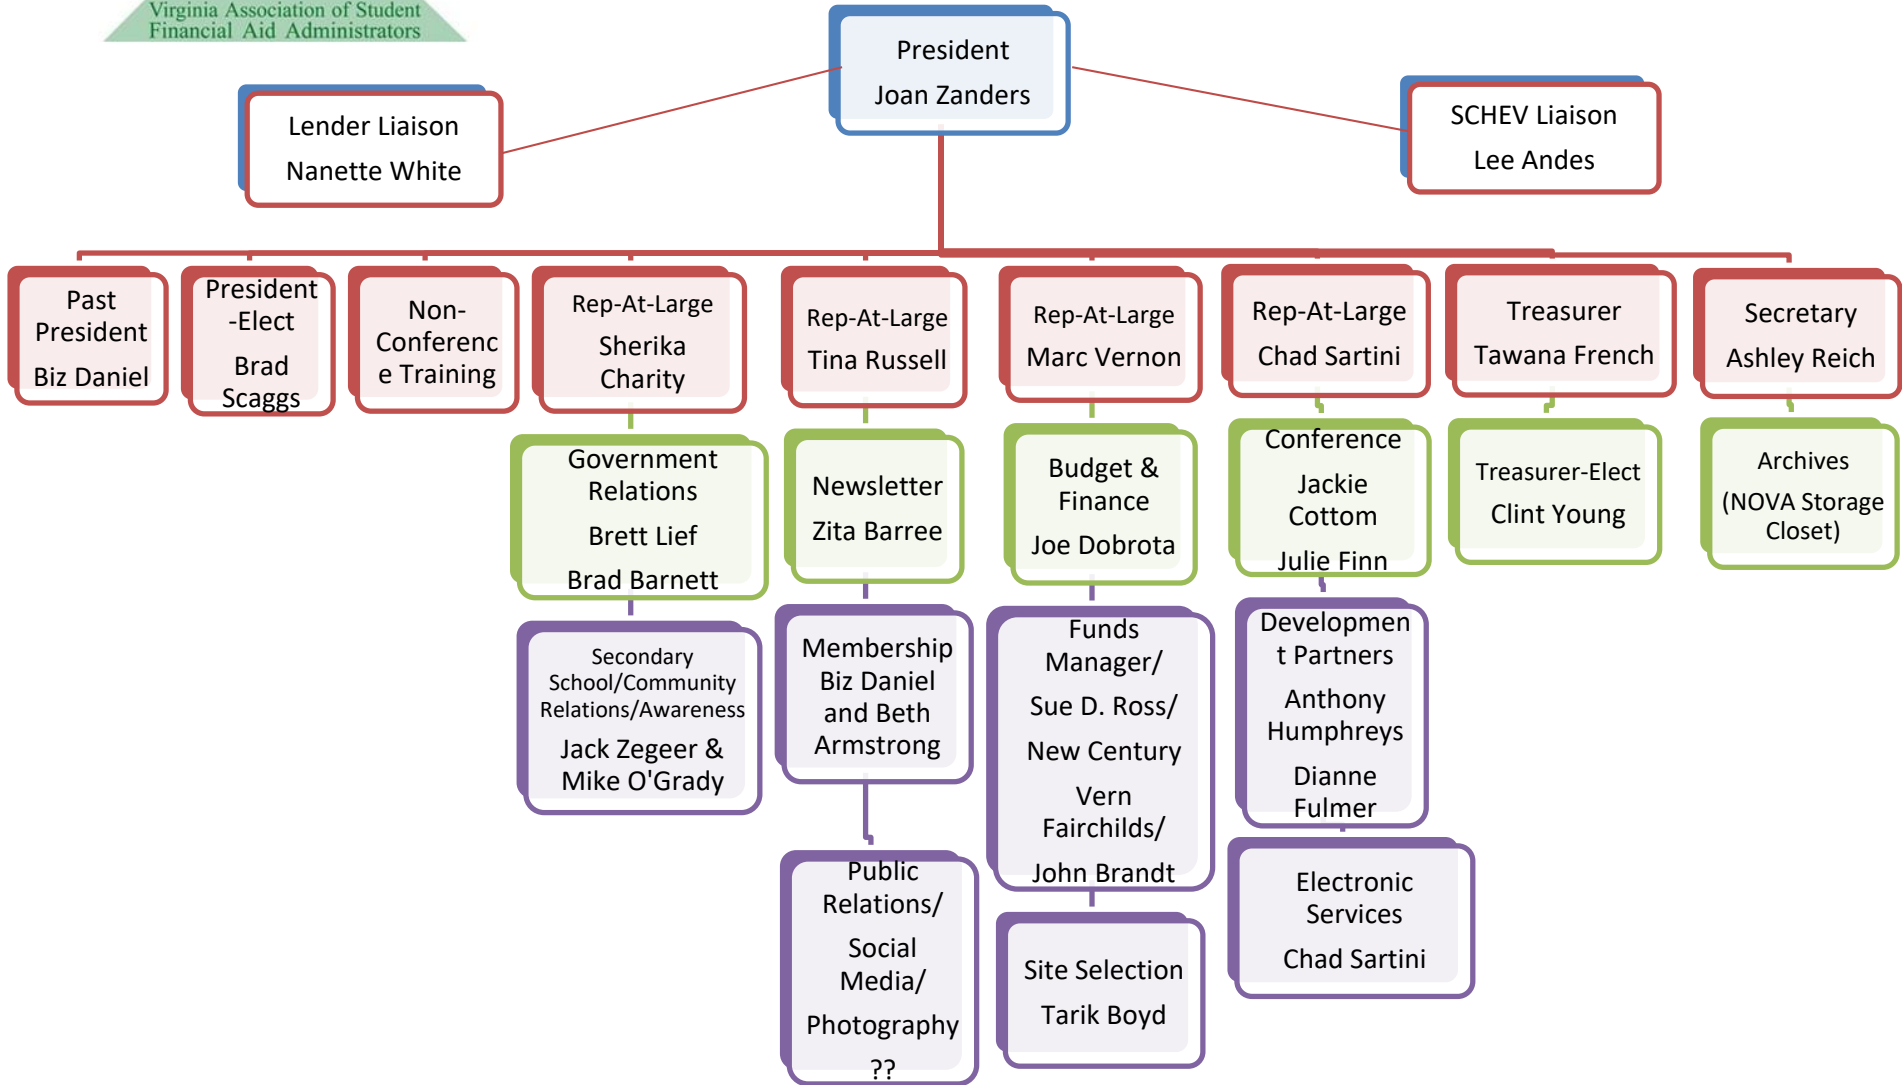 Virginia Association of Student
Financial Aid Administrators
President
Joan Zanders
Lender Liaison
Nanette White
SCHEV Liaison
Lee Andes
Past
President
Biz Daniel
President
-Elect
Brad
Scaggs
Non-
Conferenc
e Training
Rep-At-Large
Sherika
Charity
Rep-At-Large
Tina Russell
Rep-At-Large
Marc Vernon
Rep-At-Large
Chad Sartini
Treasurer
Tawana French
Secretary
Ashley Reich
Government
Relations
Brett Lief
Brad Barnett
Newsletter
Zita Barree
Budget &
Finance
Joe Dobrota
Conference
Jackie
Cottom
Julie Finn
Treasurer-Elect
Clint Young
Archives
(NOVA Storage
Closet)
Secondary
School/Community
Relations/Awareness
Jack Zegeer &
Mike O'Grady
Membership
Biz Daniel
and Beth
Armstrong
Funds
Manager/
Sue D. Ross/
New Century
Vern
Fairchilds/
John Brandt
Developmen
t Partners
Anthony
Humphreys
Dianne
Fulmer
Public
Relations/
Social
Media/
Photography
??
Site Selection
Tarik Boyd
Electronic
Services
Chad Sartini